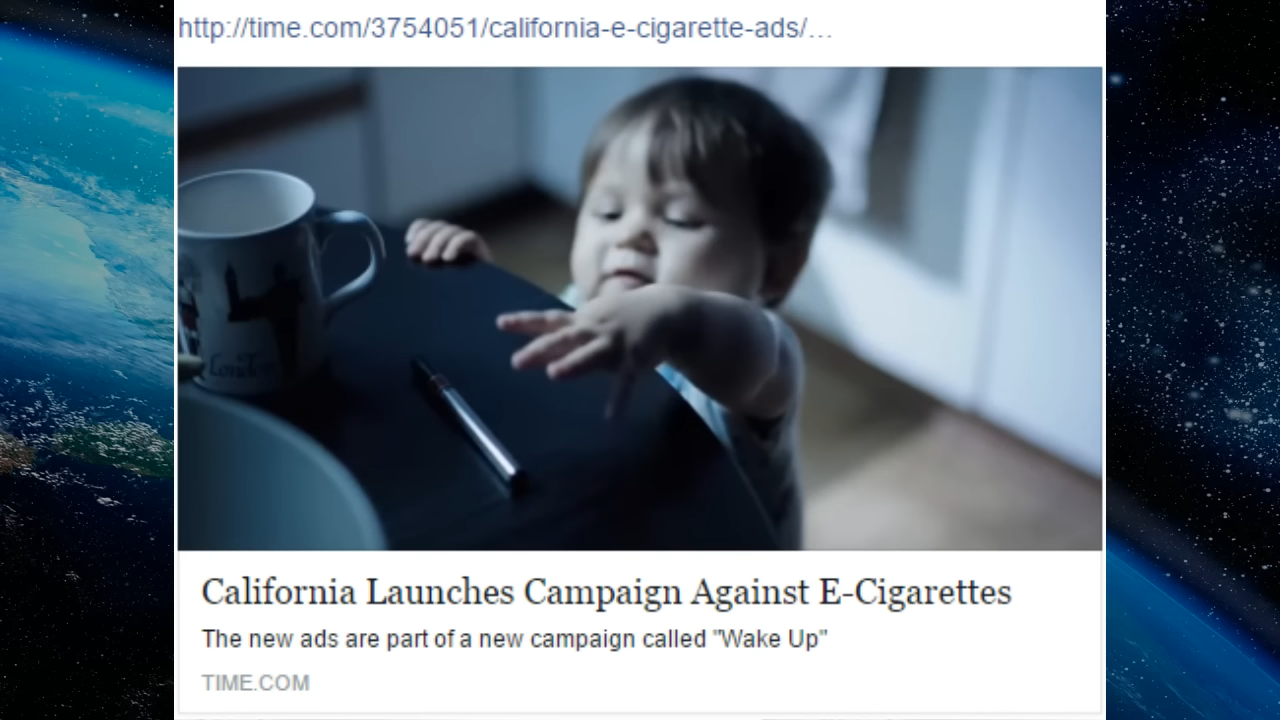 http://time.com/3754051/california-e-cigarette-ads/…
London
California Launches Campaign Against E-Cigarettes
The new ads are part of a new campaign called "Wake Up"
TIME.COM